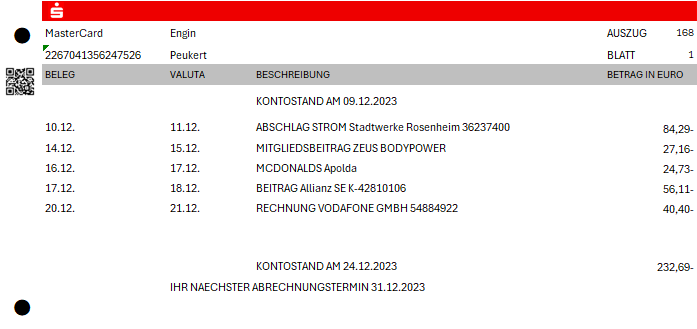 MasterCard Engin AUSZUG 168
2267041356247526 Peukert BLATT 1
BELEG VALUTA BESCHREIBUNG BETRAG IN EURO
KONTOSTAND AM 09.12.2023
10.12. 11.12. ABSCHLAG STROM Stadtwerke Rosenheim 36237400 84,29-
14.12. 15.12. MITGLIEDSBEITRAG ZEUS BODYPOWER 27,16-
16.12. 17.12. MCDONALDS Apolda 24,73-
17.12. 18.12. BEITRAG Allianz SE K-42810106 56,11-
20.12. 21.12. RECHNUNG VODAFONE GMBH 54884922 40,40-
KONTOSTAND AM 24.12.2023 232,69-
IHR NAECHSTER ABRECHNUNGSTERMIN 31.12.2023